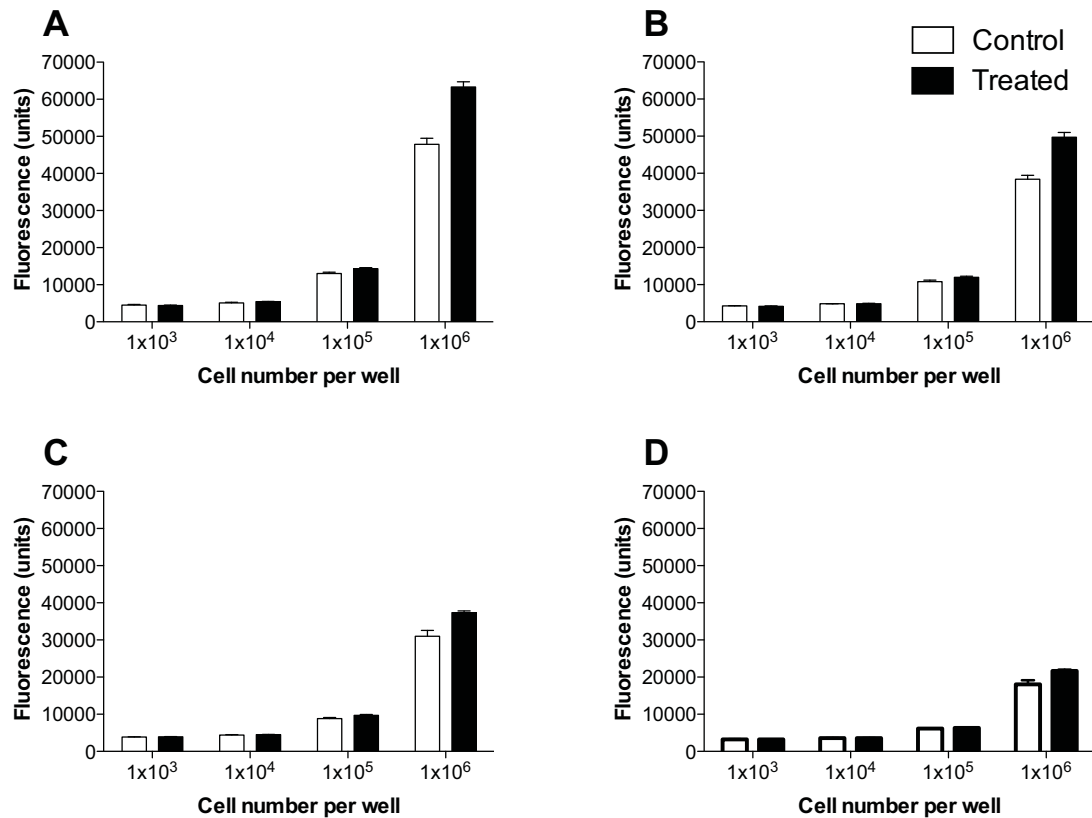 A
70000
60000
50000
40000
30000
20000
10000
0
Fluorescence (units)
1x10³
1x10⁴
1x10⁵
1x10⁶
Cell number per well
B
Control
Treated
70000
60000
50000
40000
30000
20000
10000
0
Fluorescence (units)
1x10³
1x10⁴
1x10⁵
1x10⁶
Cell number per well
C
70000
60000
50000
40000
30000
20000
10000
0
Fluorescence (units)
1x10³
1x10⁴
1x10⁵
1x10⁶
Cell number per well
D
70000
60000
50000
40000
30000
20000
10000
0
Fluorescence (units)
1x10³
1x10⁴
1x10⁵
1x10⁶
Cell number per well